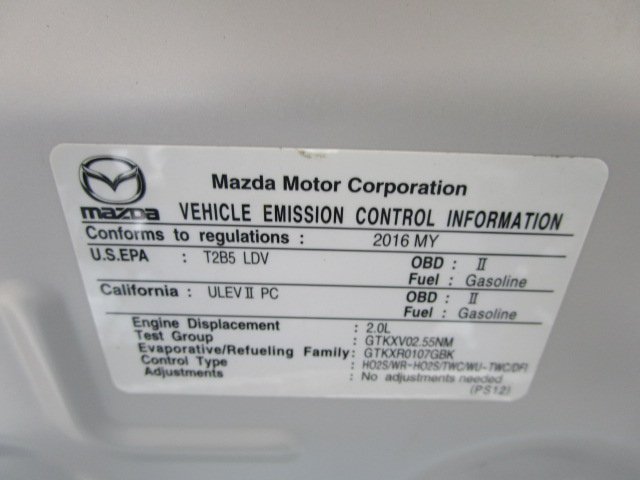 Mazda Motor Corporation
mazda VEHICLE EMISSION CONTROL INFORMATION
Conforms to regulations : 2016 MY
U.S.EPA : T2B5 LDV OBD : II
Fuel : Gasoline
California : ULEV II PC OBD : II
Fuel : Gasoline
Engine Displacement : 2.0L
Test Group : GTKXV02.55NM
Evaporative/Refueling Family: GTKXR0107GBK
Control Type : HO2S/WR-HO2S/TWC/WU-TWC/DFI
Adjustments : No adjustments needed
(PS12)